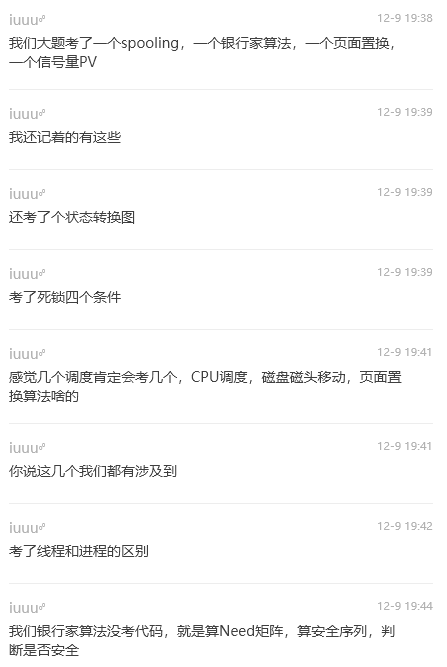 iuuu 12-9 19:38
我们大题考了一个spooling，一个银行家算法，一个页面置换，
一个信号量PV
iuuu 12-9 19:39
我还记着的有这些
iuuu 12-9 19:39
还考了个状态转换图
iuuu 12-9 19:39
考了死锁四个条件
iuuu 12-9 19:41
感觉几个调度肯定会考几个，CPU调度，磁盘磁头移动，页面置
换算法啥的
iuuu 12-9 19:41
你说这几个我们都有涉及到
iuuu 12-9 19:42
考了线程和进程的区别
iuuu 12-9 19:44
我们银行家算法没考代码，就是算Need矩阵，算安全序列，判
断是否安全